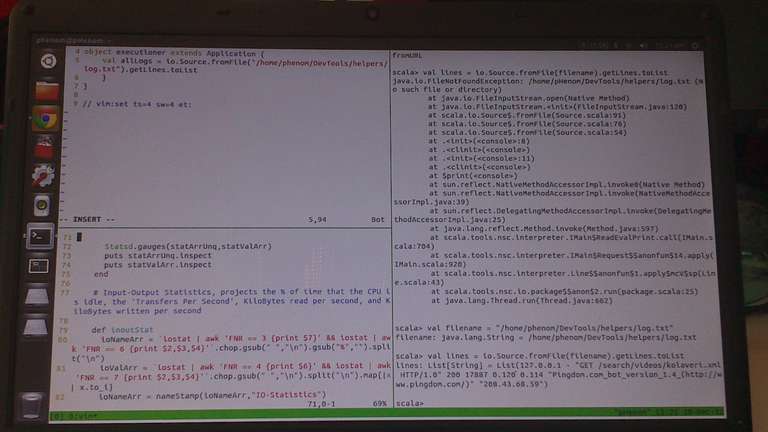 phenom@phenom: ~
4 object executioner extends Application {
5     val allLogs = io.Source.fromFile("/home/phenom/DevTools/helpers/
log.txt").getLines.toList
6     }
7 }
8
9 // vim:set ts=4 sw=4 et:
-- INSERT --
5,94
Bot
71
72     Statsd.gauges(statArrUnq,statValArr)
73     puts statArrUnq.inspect
74     puts statValArr.inspect
75   end
76
77   # Input-Output Statistics, projects the % of time that the CPU i
s idle, the 'Transfers Per Second', KiloBytes read per second, and K
iloBytes written per second
78
79   def inoutStat
80     ioNameArr = `iostat | awk 'FNR == 3 {print $7}' && iostat | aw
k 'FNR == 6 {print $2,$3,$4}'`.chop.gsub(" ","\n").gsub("%","").spli
t("\n")
81     ioValArr = `iostat | awk 'FNR == 4 {print $6}' && iostat | awk
'FNR == 7 {print $2,$3,$4}'`.chop.gsub(" ","\n").split("\n").map{|x
| x.to_i}
82     ioNameArr = nameStamp(ioNameArr,"IO-Statistics")
71,0-1
69%
fromURL
scala> val lines = io.Source.fromFile(filename).getLines.toList
java.io.FileNotFoundException: /home/pHenom/DevTools/helpers/log.txt (N
o such file or directory)
at java.io.FileInputStream.open(Native Method)
at java.io.FileInputStream.<init>(FileInputStream.java:120)
at scala.io.Source$.fromFile(Source.scala:91)
at scala.io.Source$.fromFile(Source.scala:76)
at scala.io.Source$.fromFile(Source.scala:54)
at .<init>(<console>:8)
at .<clinit>(<console>)
at .<init>(<console>:11)
at .<clinit>(<console>)
at $print(<console>)
at sun.reflect.NativeMethodAccessorImpl.invoke0(Native Method)
at sun.reflect.NativeMethodAccessorImpl.invoke(NativeMethodAcce
ssorImpl.java:39)
at sun.reflect.DelegatingMethodAccessorImpl.invoke(DelegatingMe
thodAccessorImpl.java:25)
at java.lang.reflect.Method.invoke(Method.java:597)
at scala.tools.nsc.interpreter.IMain$ReadEvalPrint.call(IMain.s
cala:704)
at scala.tools.nsc.interpreter.IMain$Request$$anonfun$14.apply(
IMain.scala:920)
at scala.tools.nsc.interpreter.Line$$anonfun$1.apply$mcV$sp(Lin
e.scala:43)
at scala.tools.nsc.io.package$$anon$2.run(package.scala:25)
at java.lang.Thread.run(Thread.java:662)
scala> val filename = "/home/phenom/DevTools/helpers/log.txt"
filename: java.lang.String = /home/phenom/DevTools/helpers/log.txt
scala> val lines = io.Source.fromFile(filename).getLines.toList
lines: List[String] = List(127.0.0.1 - "GET /search/videos/kolaveri.xml
HTTP/1.0" 200 17887 0.120 0.114 "Pingdom.com_bot_version_1.4_(http://w
ww.pingdom.com/)" "208.43.68.59")
scala>
[0] 0:vim*